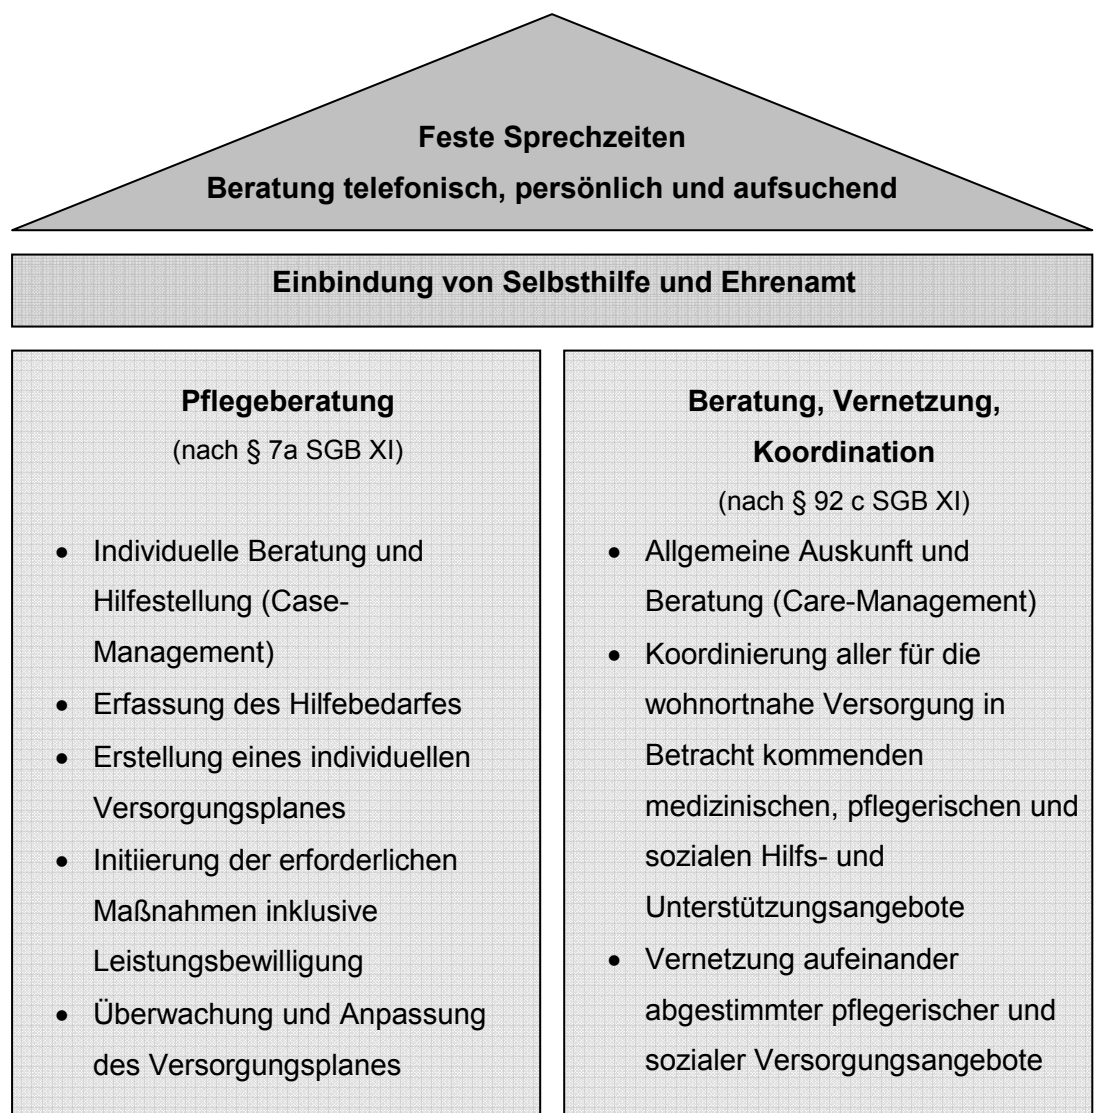 Feste Sprechzeiten
Beratung telefonisch, persönlich und aufsuchend
Einbindung von Selbsthilfe und Ehrenamt
Pflegeberatung
(nach § 7a SGB XI)
• Individuelle Beratung und
Hilfestellung (Case-
Management)
• Erfassung des Hilfebedarfes
• Erstellung eines individuellen
Versorgungsplanes
• Initiierung der erforderlichen
Maßnahmen inklusive
Leistungsbewilligung
• Überwachung und Anpassung
des Versorgungsplanes
Beratung, Vernetzung,
Koordination
(nach § 92 c SGB XI)
• Allgemeine Auskunft und
Beratung (Care-Management)
• Koordinierung aller für die
wohnortnahe Versorgung in
Betracht kommenden
medizinischen, pflegerischen und
sozialen Hilfs- und
Unterstützungsangebote
• Vernetzung aufeinander
abgestimmter pflegerischer und
sozialer Versorgungsangebote